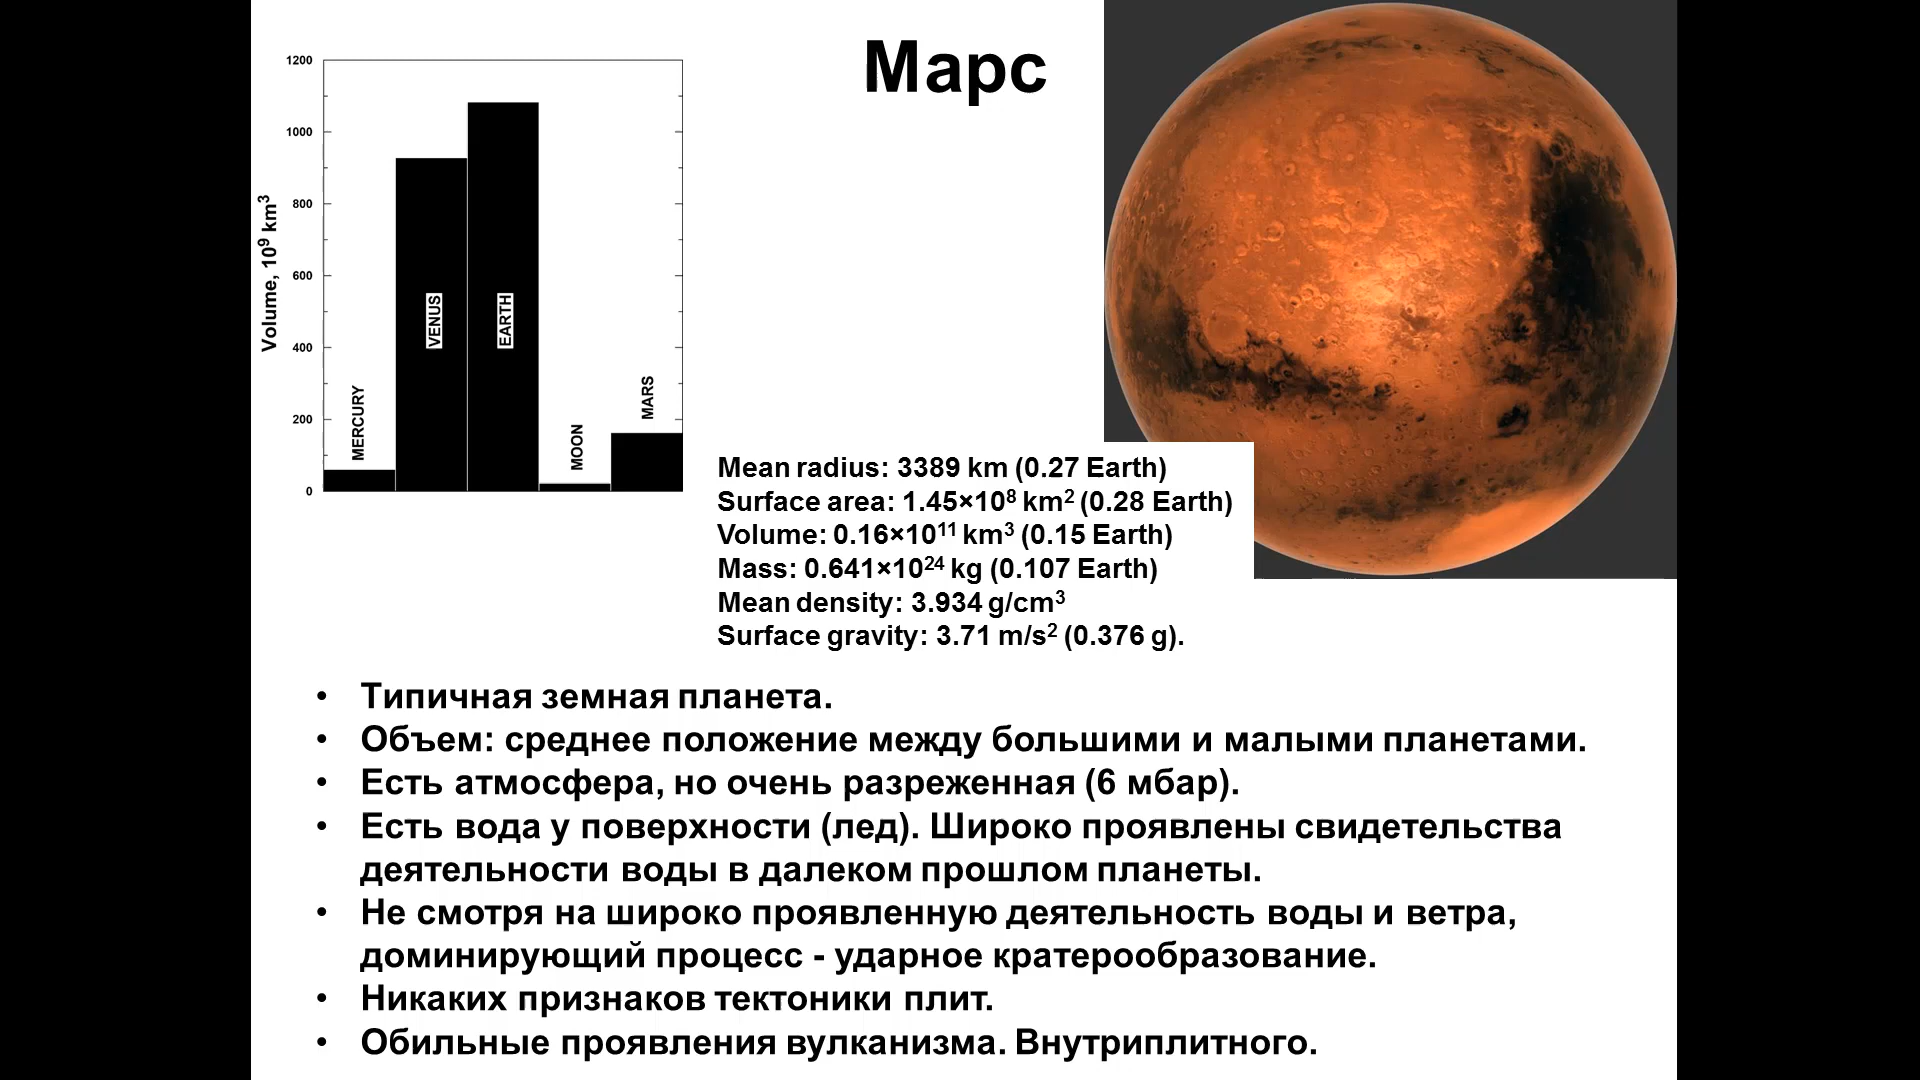 Марс
1200
1000
800
600
400
200
0
Volume, 10⁹ km³
MERCURY
VENUS
EARTH
MOON
MARS
Mean radius: 3389 km (0.27 Earth)
Surface area: 1.45×10⁸ km² (0.28 Earth)
Volume: 0.16×10¹¹ km³ (0.15 Earth)
Mass: 0.641×10²⁴ kg (0.107 Earth)
Mean density: 3.934 g/cm³
Surface gravity: 3.71 m/s² (0.376 g).
• Типичная земная планета.
• Объем: среднее положение между большими и малыми планетами.
• Есть атмосфера, но очень разреженная (6 мбар).
• Есть вода у поверхности (лед). Широко проявлены свидетельства
деятельности воды в далеком прошлом планеты.
• Не смотря на широко проявленную деятельность воды и ветра,
доминирующий процесс - ударное кратерообразование.
• Никаких признаков тектоники плит.
• Обильные проявления вулканизма. Внутриплитного.